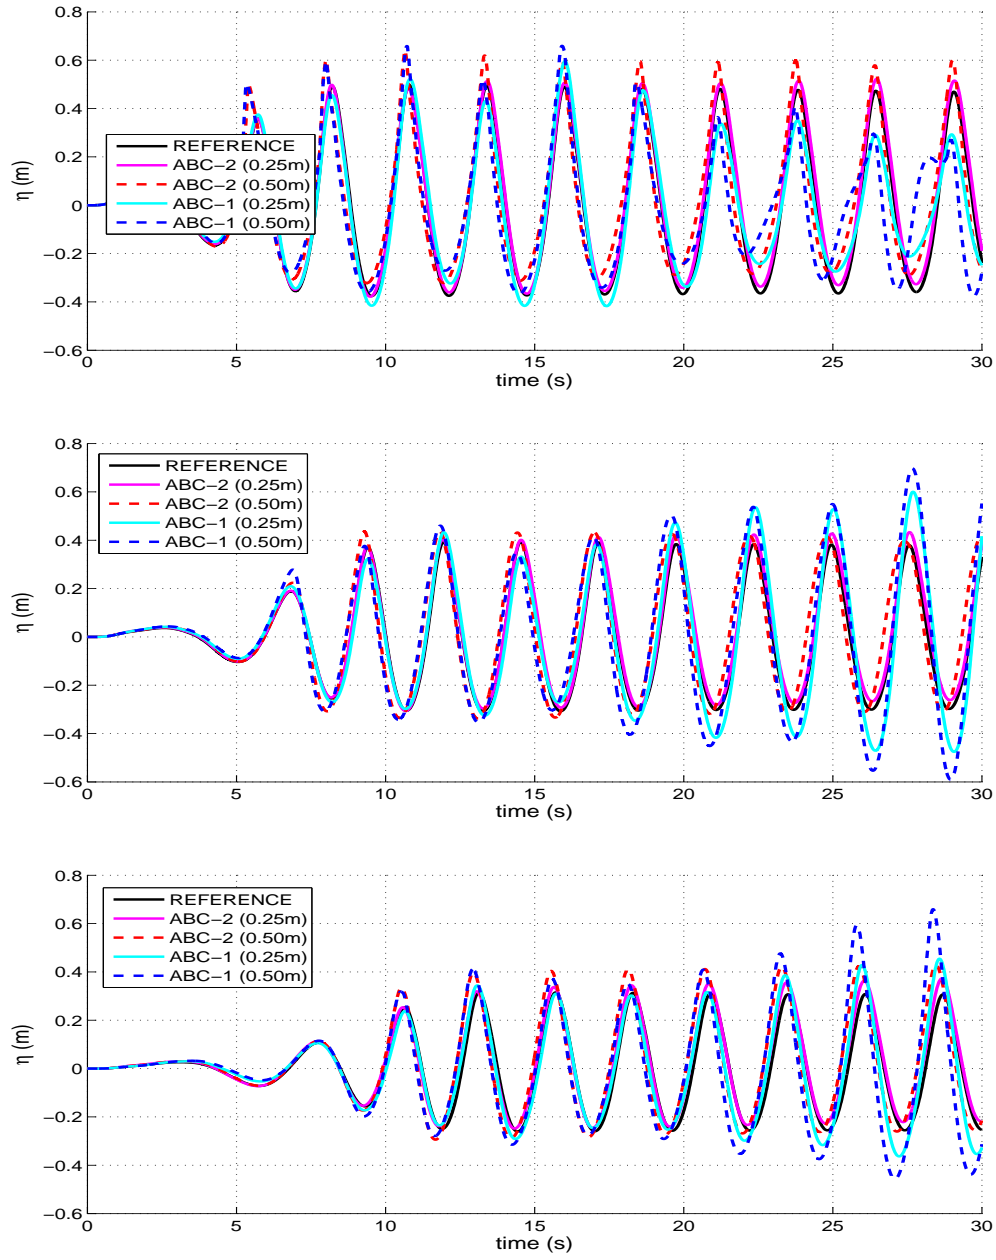 0.8
0.6
0.4
0.2
0
−0.2
−0.4
−0.6
η (m)
REFERENCE
ABC−2 (0.25m)
ABC−2 (0.50m)
ABC−1 (0.25m)
ABC−1 (0.50m)
0 5 10 15 20 25 30
time (s)
0.8
0.6
0.4
0.2
0
−0.2
−0.4
−0.6
η (m)
REFERENCE
ABC−2 (0.25m)
ABC−2 (0.50m)
ABC−1 (0.25m)
ABC−1 (0.50m)
0 5 10 15 20 25 30
time (s)
0.8
0.6
0.4
0.2
0
−0.2
−0.4
−0.6
η (m)
REFERENCE
ABC−2 (0.25m)
ABC−2 (0.50m)
ABC−1 (0.25m)
ABC−1 (0.50m)
0 5 10 15 20 25 30
time (s)